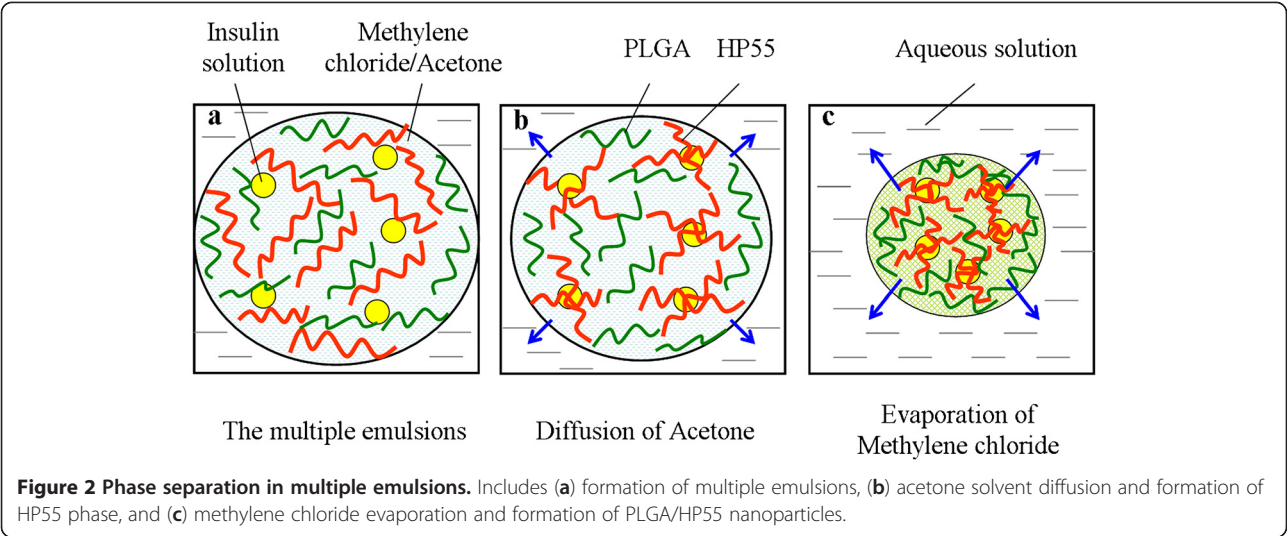 Insulin
solution
Methylene
chloride/Acetone
PLGA
HP55
Aqueous solution
a
b
c
The multiple emulsions
Diffusion of Acetone
Evaporation of
Methylene chloride
Figure 2 Phase separation in multiple emulsions. Includes (a) formation of multiple emulsions, (b) acetone solvent diffusion and formation of
HP55 phase, and (c) methylene chloride evaporation and formation of PLGA/HP55 nanoparticles.